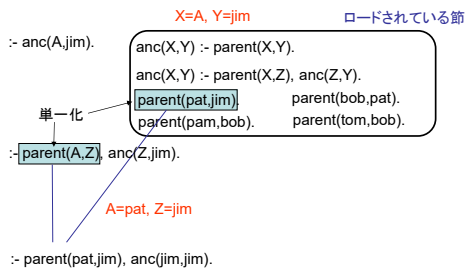 X=A, Y=jim
ロードされている節
:- anc(A,jim).
anc(X,Y) :- parent(X,Y).
anc(X,Y) :- parent(X,Z), anc(Z,Y).
parent(pat,jim). parent(bob,pat).
単一化
parent(pam,bob). parent(tom,bob).
:- parent(A,Z), anc(Z,jim).
A=pat, Z=jim
:- parent(pat,jim), anc(jim,jim).